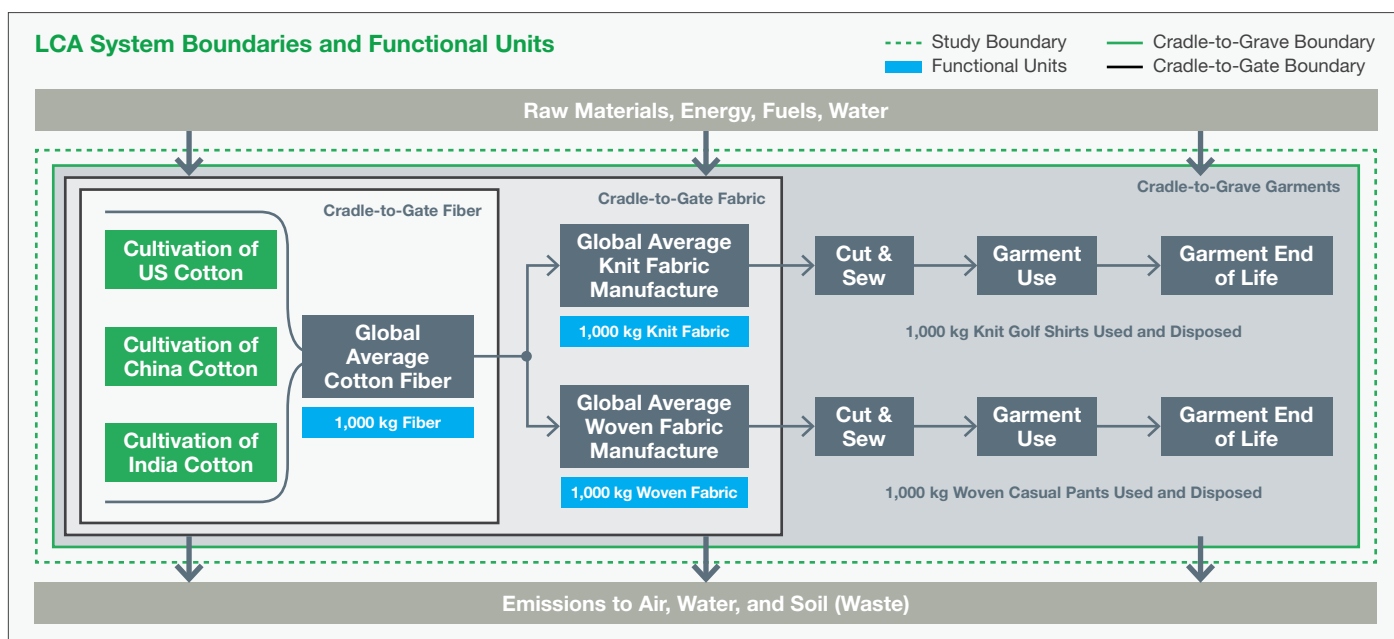 LCA System Boundaries and Functional Units
Study Boundary
Cradle-to-Grave Boundary
Functional Units
Cradle-to-Gate Boundary
Raw Materials, Energy, Fuels, Water
Cradle-to-Gate Fiber
Cradle-to-Gate Fabric
Cradle-to-Grave Garments
Cultivation of
US Cotton
Cultivation of
China Cotton
Cultivation of
India Cotton
Global
Average
Cotton Fiber
1,000 kg Fiber
Global Average
Knit Fabric
Manufacture
1,000 kg Knit Fabric
Cut &
Sew
Garment
Use
Garment End
of Life
1,000 kg Knit Golf Shirts Used and Disposed
Global Average
Woven Fabric
Manufacture
1,000 kg Woven Fabric
Cut &
Sew
Garment
Use
Garment End
of Life
1,000 kg Woven Casual Pants Used and Disposed
Emissions to Air, Water, and Soil (Waste)